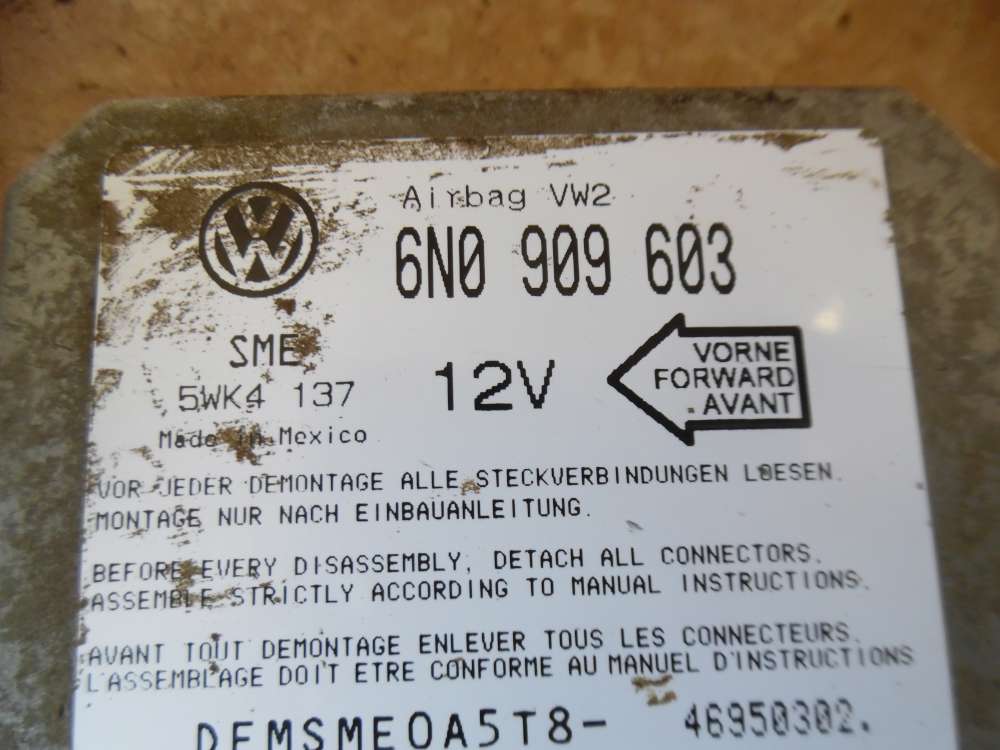 Airbag VW2
6N0 909 603
SME
5WK4 137
Made in Mexico
12V
VORNE
FORWARD
AVANT
VOR JEDER DEMONTAGE ALLE STECKVERBINDUNGEN LOESEN.
MONTAGE NUR NACH EINBAUANLEITUNG.
BEFORE EVERY DISASSEMBLY, DETACH ALL CONNECTORS.
ASSEMBLE STRICTLY ACCORDING TO MANUAL INSTRUCTIONS.
AVANT TOUT DEMONTAGE ENLEVER TOUS LES CONNECTEURS.
L'ASSEMBLAGE DOIT ETRE CONFORME AU MANUEL D'INSTRUCTIONS
46950302.